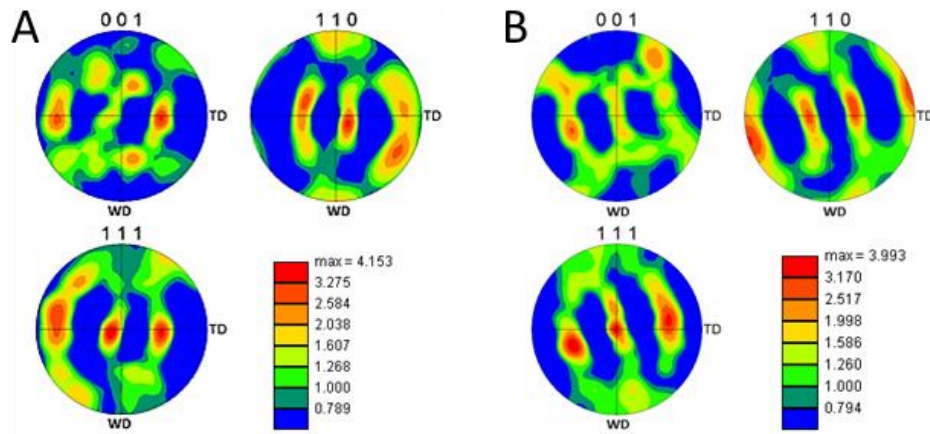 A
0 0 1
TD
WD
1 1 0
TD
WD
1 1 1
TD
WD
max = 4.153
3.275
2.584
2.038
1.607
1.268
1.000
0.789
B
0 0 1
TD
WD
1 1 0
TD
WD
1 1 1
TD
WD
max = 3.993
3.170
2.517
1.998
1.586
1.260
1.000
0.794